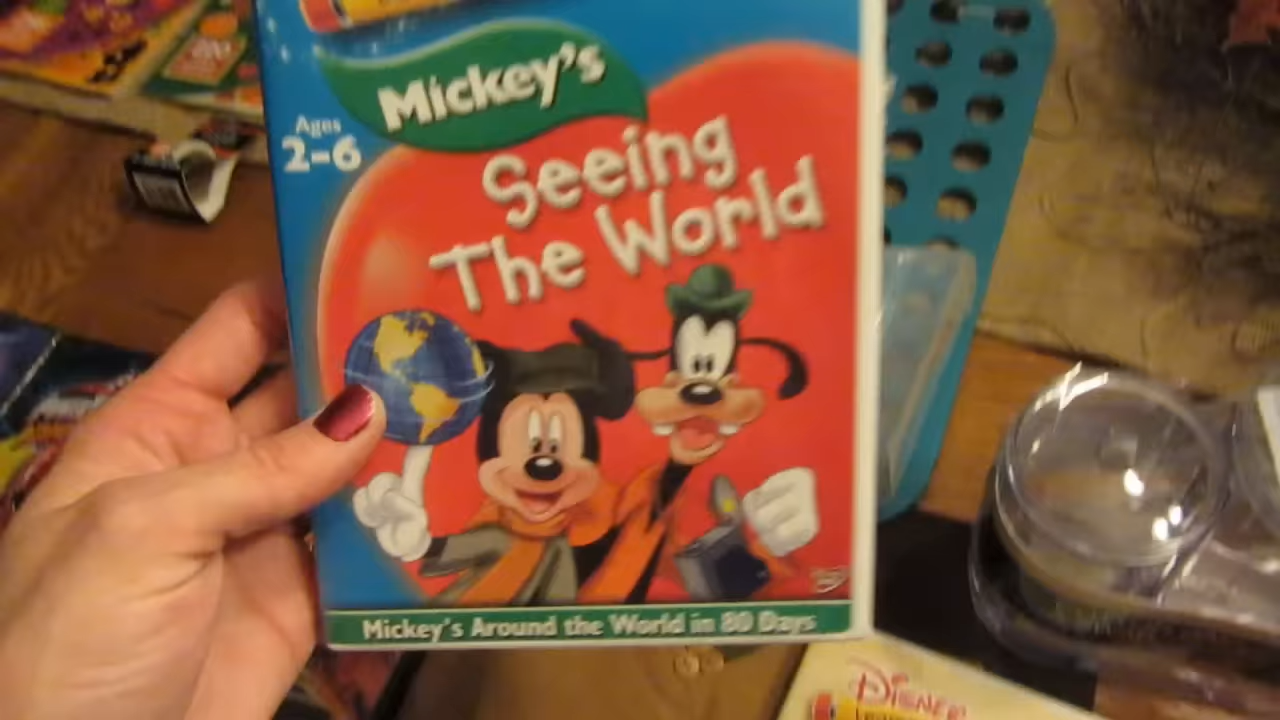 Mickey's
Ages
2-6
Seeing
The World
Mickey's Around the World in 80 Days
Disney